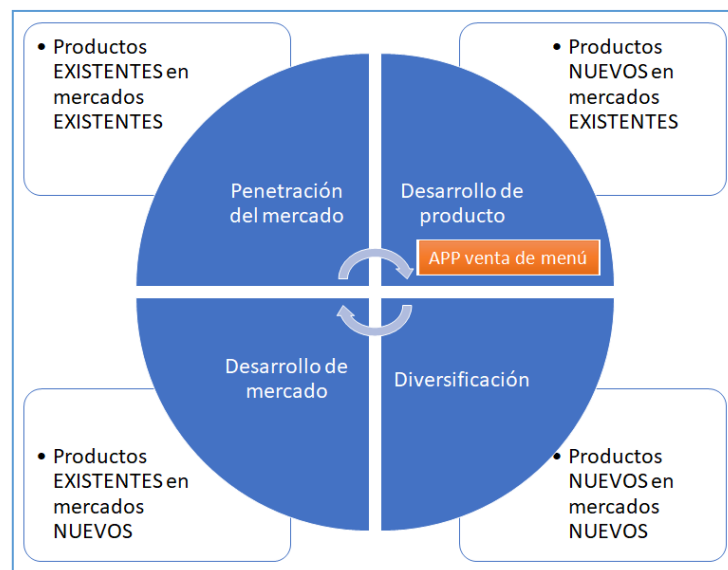 • Productos
EXISTENTES en
mercados
EXISTENTES
• Productos
NUEVOS en
mercados
EXISTENTES
Penetración
del mercado
Desarrollo de
producto
APP venta de menú
Desarrollo de
mercado
Diversificación
• Productos
EXISTENTES en
mercados
NUEVOS
• Productos
NUEVOS en
mercados
NUEVOS